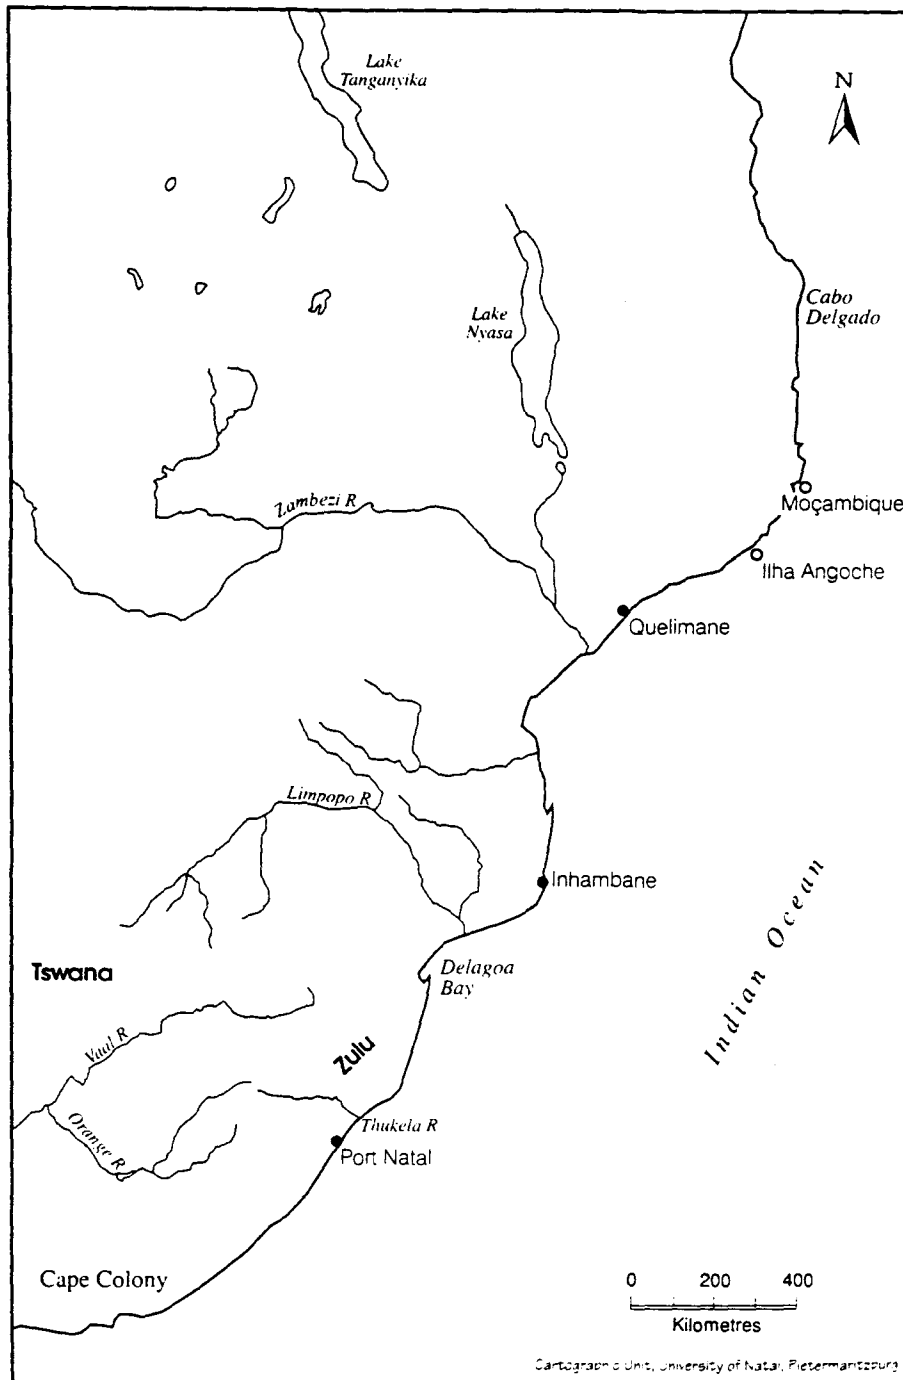 Lake
Tanganyika
N
Cabo
Delgado
Lake
Nyasa
Zambezi R
Moçambique
Ilha Angoche
Quelimane
Limpopo R
Inhambane
Indian Ocean
Tswana
Delagoa
Bay
Vaal R
Zulu
Orange R
Thukela R
Port Natal
Cape Colony
0 200 400
Kilometres
Cartographic Unit, University of Natal, Pietermaritzburg